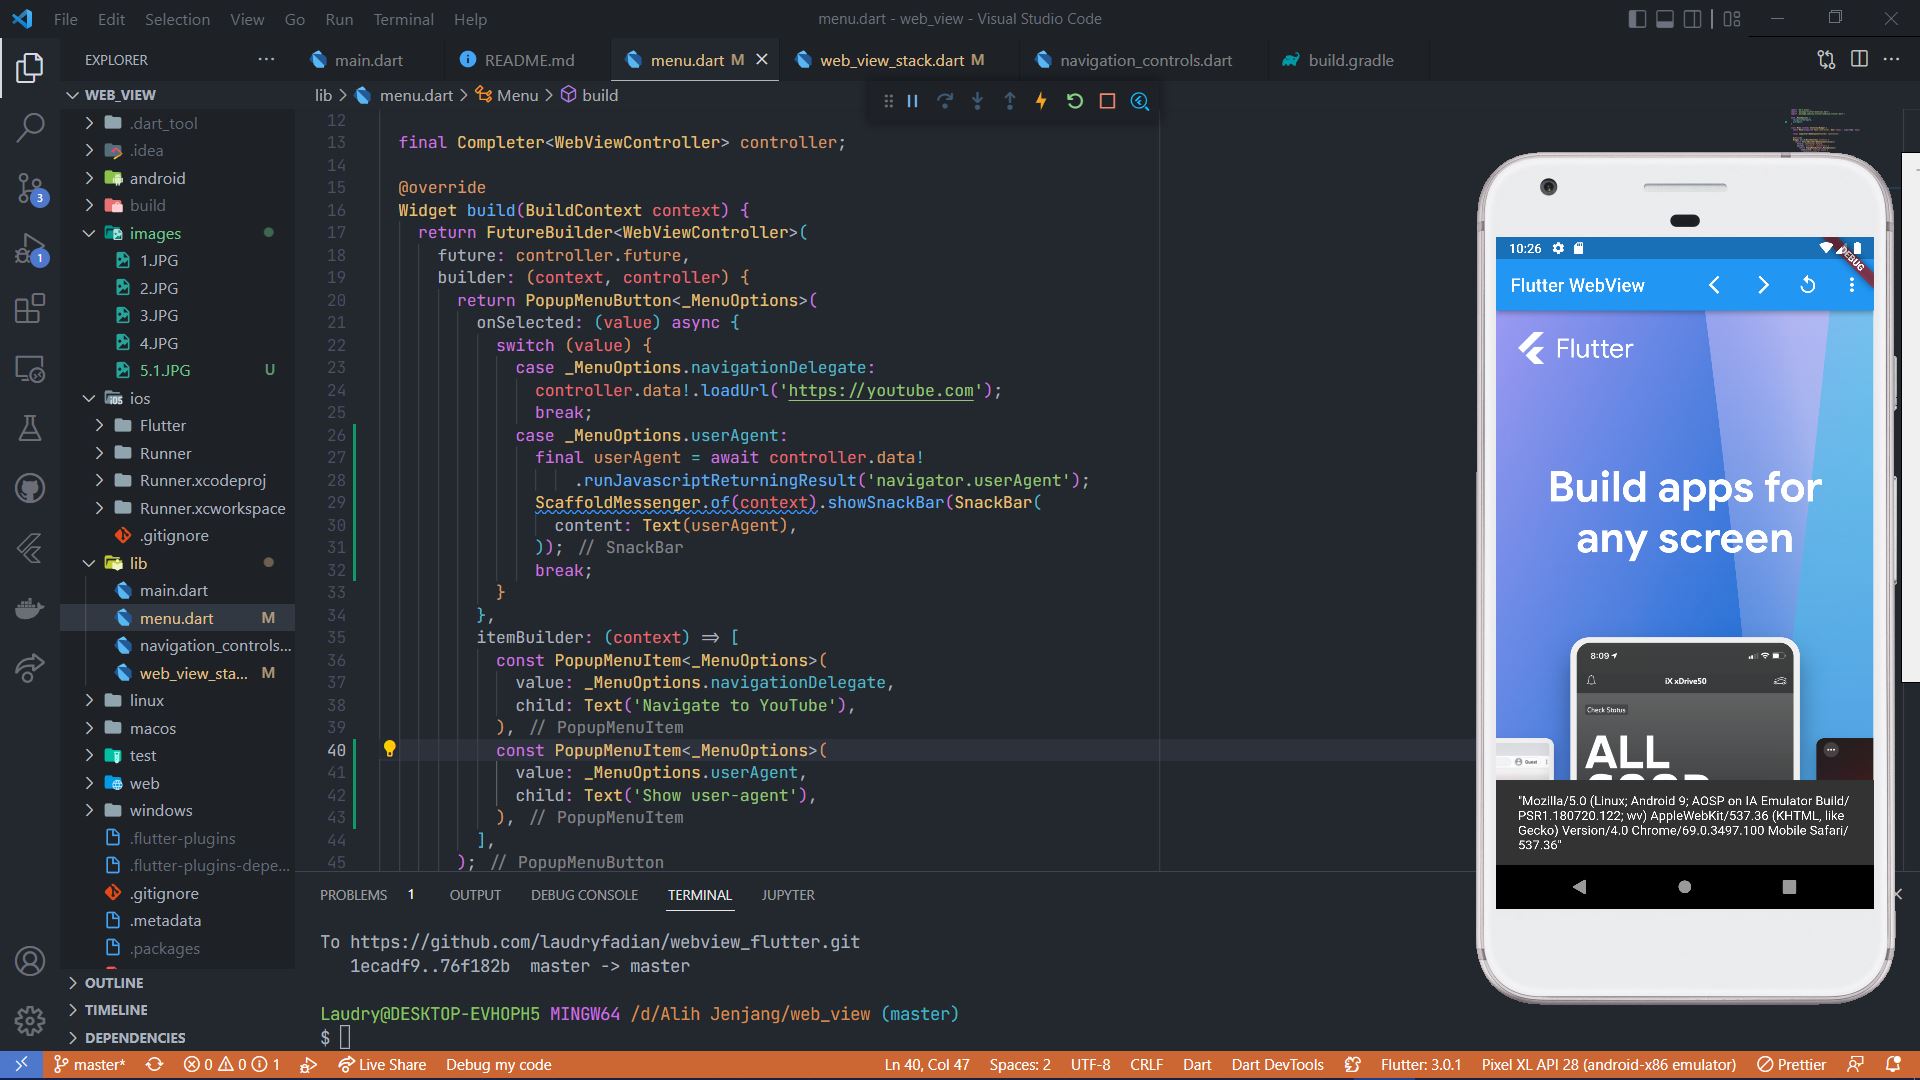 File Edit Selection View Go Run Terminal Help
menu.dart - web_view - Visual Studio Code
EXPLORER
main.dart
README.md
menu.dart M
web_view_stack.dart M
navigation_controls.dart
build.gradle
WEB_VIEW
.dart_tool
.idea
android
build
images
1.JPG
2.JPG
3.JPG
4.JPG
5.1.JPG U
ios
Flutter
Runner
Runner.xcodeproj
Runner.xcworkspace
.gitignore
lib
main.dart
menu.dart M
navigation_controls...
web_view_sta... M
linux
macos
test
web
windows
.flutter-plugins
.flutter-plugins-depe...
.gitignore
.metadata
.packages
OUTLINE
TIMELINE
DEPENDENCIES
3
1
lib > menu.dart > Menu > build
12
13 final Completer<WebViewController> controller;
14
15 @override
16 Widget build(BuildContext context) {
17 return FutureBuilder<WebViewController>(
18 future: controller.future,
19 builder: (context, controller) {
20 return PopupMenuButton<_MenuOptions>(
21 onSelected: (value) async {
22 switch (value) {
23 case _MenuOptions.navigationDelegate:
24 controller.data!.loadUrl('https://youtube.com');
25 break;
26 case _MenuOptions.userAgent:
27 final userAgent = await controller.data!
28 .runJavascriptReturningResult('navigator.userAgent');
29 ScaffoldMessenger.of(context).showSnackBar(SnackBar(
30 content: Text(userAgent),
31 )); // SnackBar
32 break;
33 }
34 },
35 itemBuilder: (context) => [
36 const PopupMenuItem<_MenuOptions>(
37 value: _MenuOptions.navigationDelegate,
38 child: Text('Navigate to YouTube'),
39 ), // PopupMenuItem
40 const PopupMenuItem<_MenuOptions>(
41 value: _MenuOptions.userAgent,
42 child: Text('Show user-agent'),
43 ), // PopupMenuItem
44 ],
45 ); // PopupMenuButton
PROBLEMS 1 OUTPUT DEBUG CONSOLE TERMINAL JUPYTER
To https://github.com/laudryfadian/webview_flutter.git
1ecadf9..76f182b master -> master
Laudry@DESKTOP-EVHOPH5 MINGW64 /d/Alih Jenjang/web_view (master)
$
10:26
DEBUG
Flutter WebView
Flutter
Build apps for
any screen
8:09
iX xDrive50
Check Status
ALL
GOOD
Guest
"Mozilla/5.0 (Linux; Android 9; AOSP on IA Emulator Build/
PSR1.180720.122; wv) AppleWebKit/537.36 (KHTML, like
Gecko) Version/4.0 Chrome/69.0.3497.100 Mobile Safari/
537.36"
master* 0 0 1 Live Share Debug my code Ln 40, Col 47 Spaces: 2 UTF-8 CRLF Dart Dart DevTools Flutter: 3.0.1 Pixel XL API 28 (android-x86 emulator) Prettier